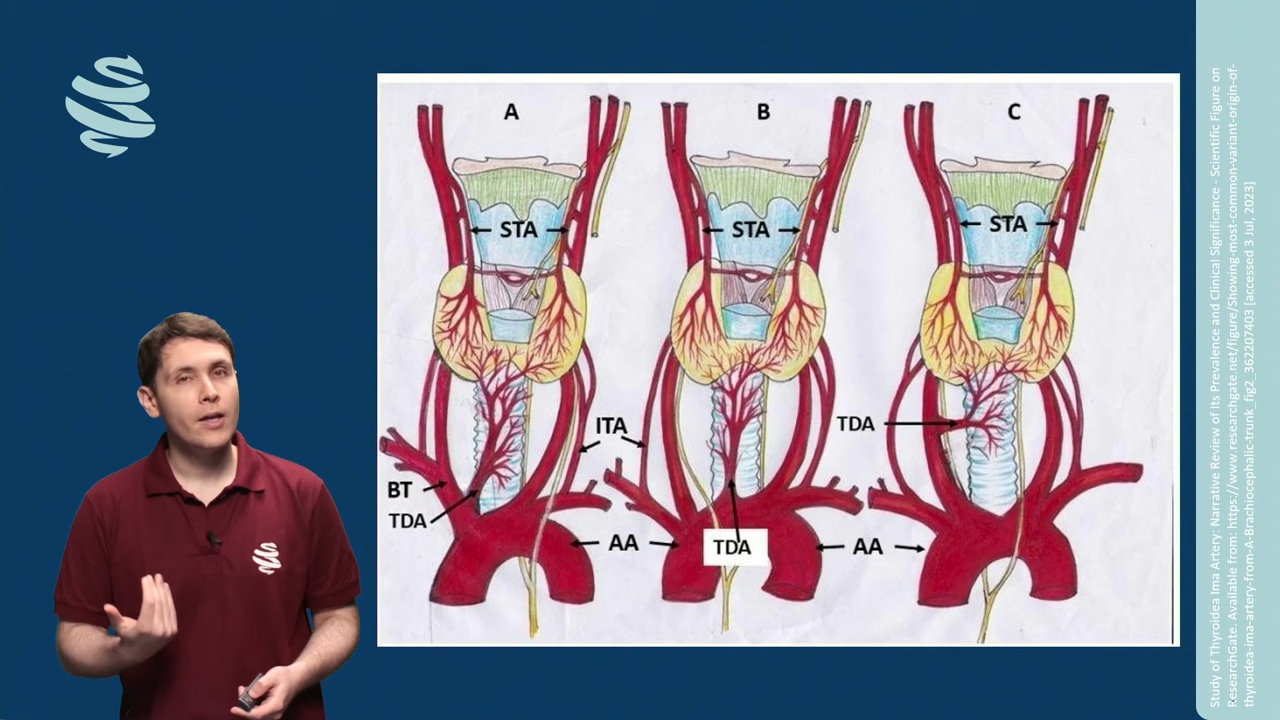 A
B
C
STA
STA
STA
ITA
TDA
BT
TDA
AA
TDA
AA
Study of Thyroidea Ima Artery: Narrative Review of Its Prevalence and Clinical Significance - Scientific Figure on
ResearchGate. Available from: https://www.researchgate.net/figure/Showing-most-common-variant-origin-of-
thyroidea-ima-artery-from-A-Brachiocephalic-trunk_fig2_362207403 [accessed 3 Jul, 2023]